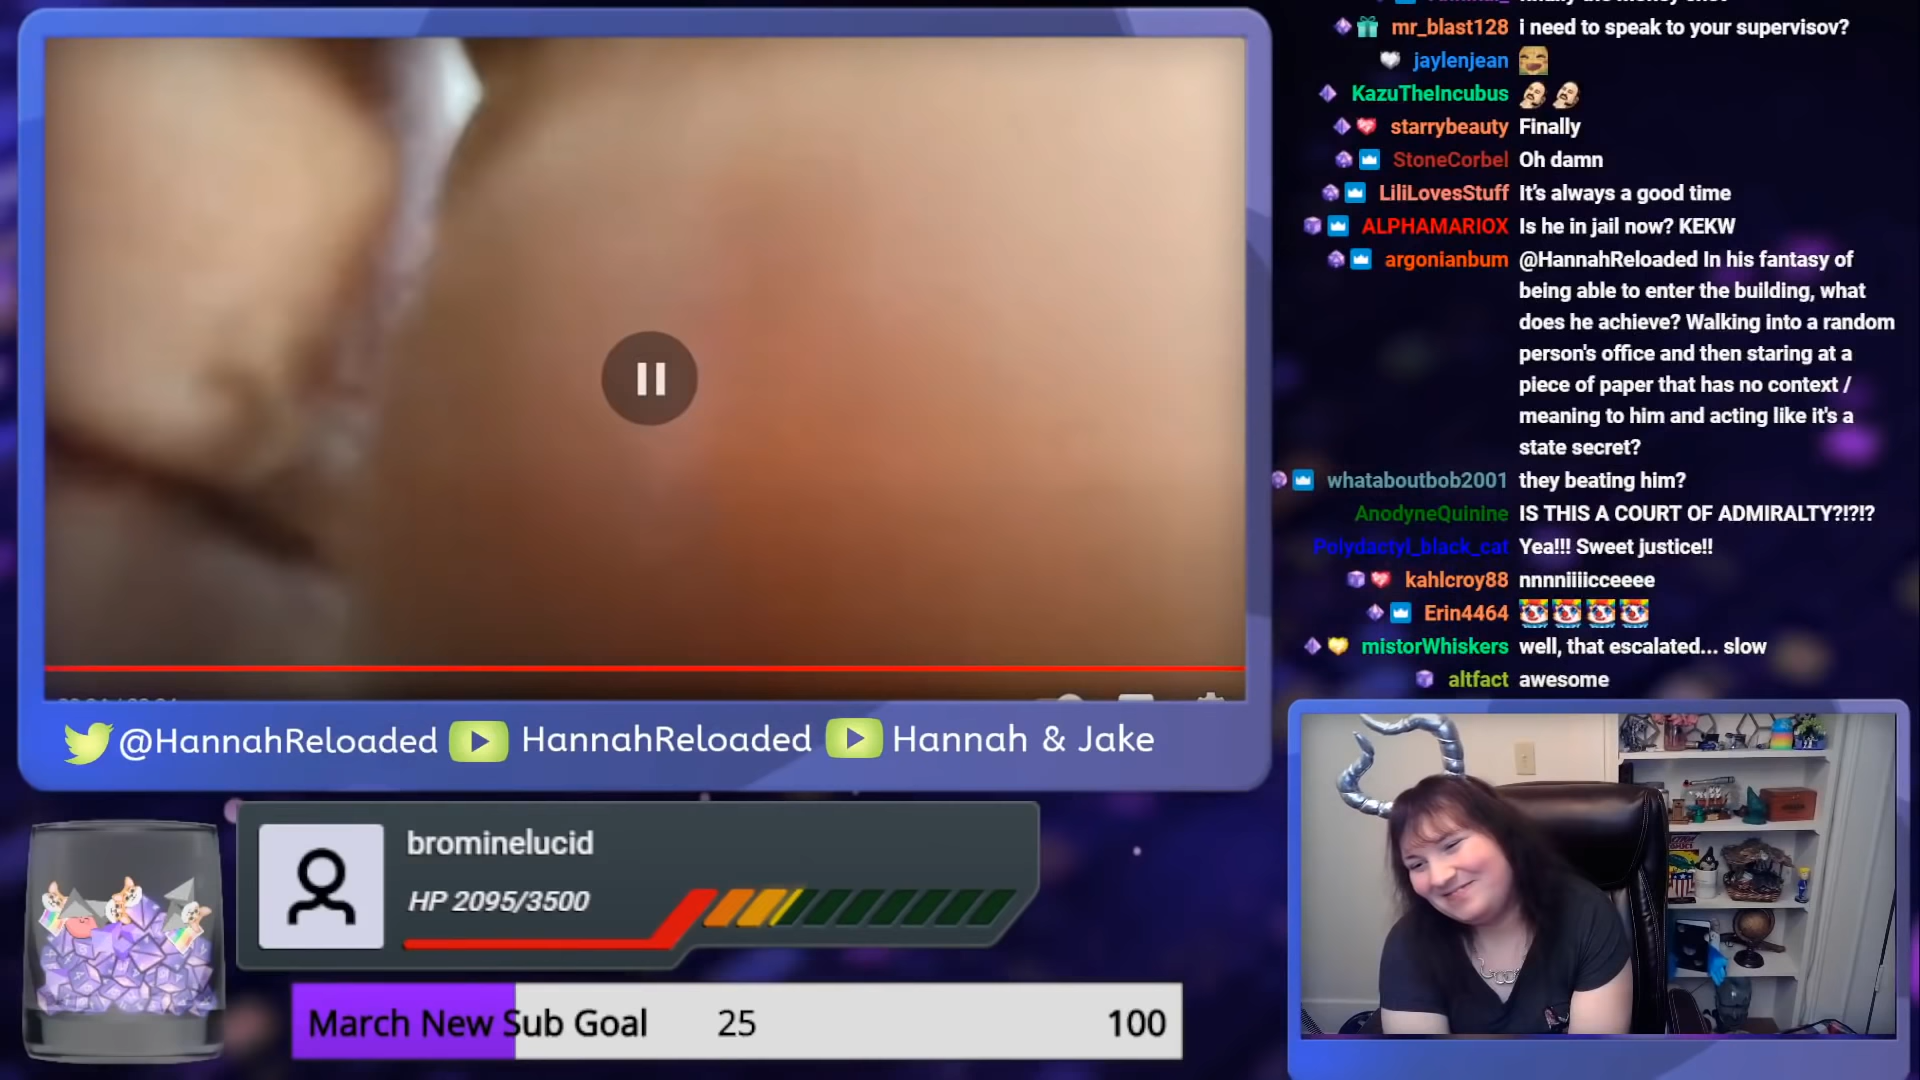 mr_blast128 i need to speak to your supervisov?
jaylenjean
KazuTheIncubus
starrybeauty Finally
StoneCorbel Oh damn
LiliLovesStuff It's always a good time
ALPHAMARIOX Is he in jail now? KEKW
argonianbum @HannahReloaded In his fantasy of
being able to enter the building, what
does he achieve? Walking into a random
person's office and then staring at a
piece of paper that has no context /
meaning to him and acting like it's a
state secret?
whataboutbob2001 they beating him?
AnodyneQuinine IS THIS A COURT OF ADMIRALTY?!?!?
Polydactyl_black_cat Yea!!! Sweet justice!!
kahlcroy88 nnnniiiicceeee
Erin4464
mistorWhiskers well, that escalated... slow
altfact awesome
@HannahReloaded HannahReloaded Hannah & Jake
brominelucid
HP 2095/3500
March New Sub Goal 25 100